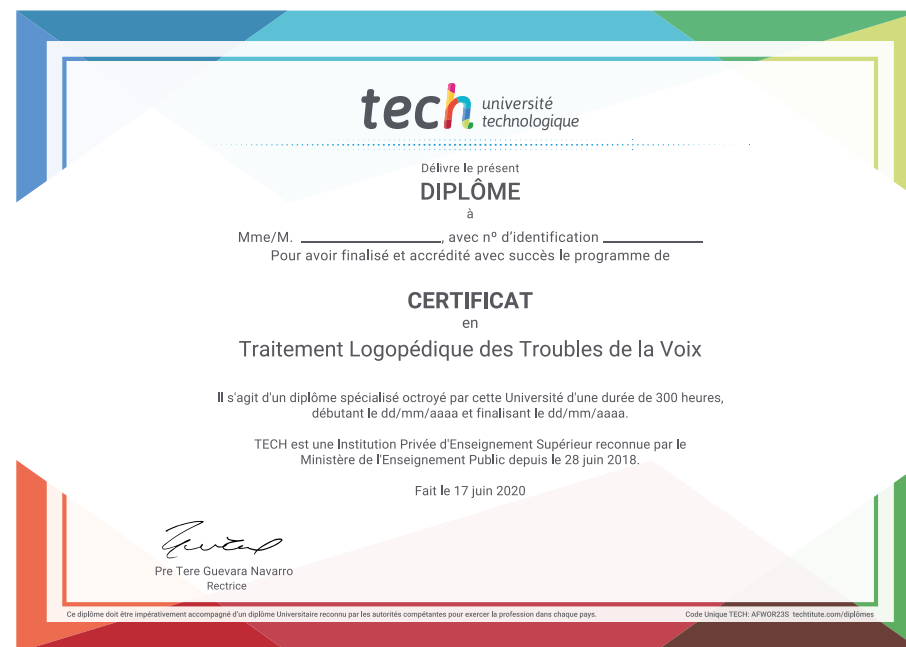 tech université
technologique
Délivre le présent
DIPLÔME
à
Mme/M. ____________________, avec nº d'identification ______________
Pour avoir finalisé et accrédité avec succès le programme de
CERTIFICAT
en
Traitement Logopédique des Troubles de la Voix
Il s'agit d'un diplôme spécialisé octroyé par cette Université d'une durée de 300 heures,
débutant le dd/mm/aaaa et finalisant le dd/mm/aaaa.
TECH est une Institution Privée d'Enseignement Supérieur reconnue par le
Ministère de l'Enseignement Public depuis le 28 juin 2018.
Fait le 17 juin 2020
Pre Tere Guevara Navarro
Rectrice
Ce diplôme doit être impérativement accompagné d'un diplôme Universitaire reconnu par les autorités compétentes pour exercer la profession dans chaque pays.
Code Unique TECH: AFWOR23S techtitute.com/diplômes